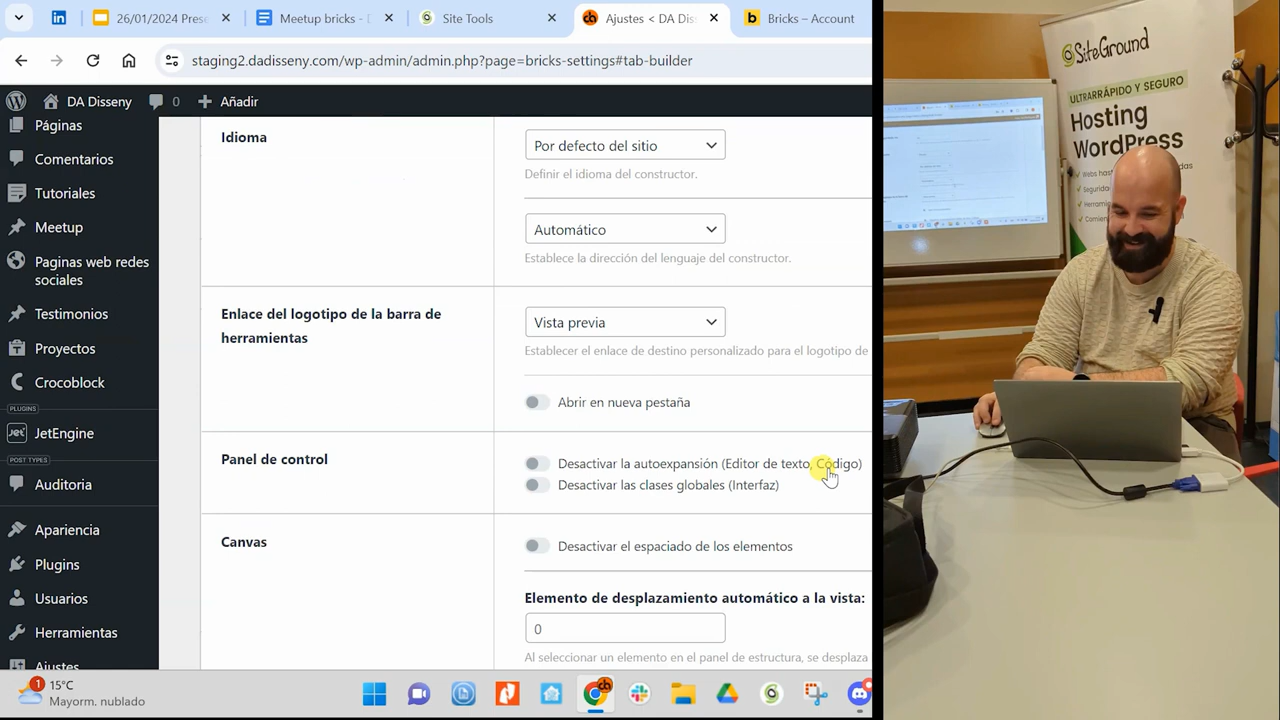 26/01/2024 Prese
Meetup bricks - D
Site Tools
Ajustes < DA Diss
Bricks – Account
staging2.dadisseny.com/wp-admin/admin.php?page=bricks-settings#tab-builder
DA Disseny
0
Añadir
Páginas
Comentarios
Tutoriales
Meetup
Paginas web redes
sociales
Testimonios
Proyectos
Crocoblock
PLUGINS
Jet
JetEngine
POST TYPES
Auditoria
Apariencia
Plugins
Usuarios
Herramientas
Ajustes
Idioma
Por defecto del sitio
Definir el idioma del constructor.
Automático
Establece la dirección del lenguaje del constructor.
Enlace del logotipo de la barra de
herramientas
Vista previa
Establecer el enlace de destino personalizado para el logotipo de
Abrir en nueva pestaña
Panel de control
Desactivar la autoexpansión (Editor de texto, Código)
Desactivar las clases globales (Interfaz)
Canvas
Desactivar el espaciado de los elementos
Elemento de desplazamiento automático a la vista:
0
Al seleccionar un elemento en el panel de estructura, se desplaza
1
15°C
Mayorm. nublado
SiteGround
ULTRARRÁPIDO Y SEGURO
Hosting
WordPress
Webs
Seguridad